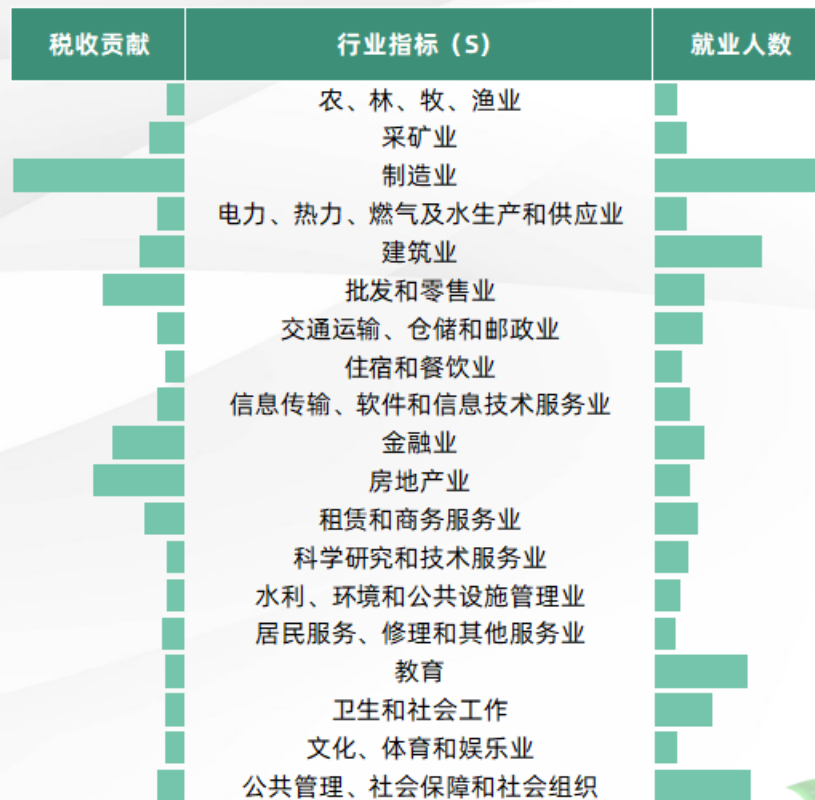 税收贡献 行业指标（S） 就业人数
农、林、牧、渔业
采矿业
制造业
电力、热力、燃气及水生产和供应业
建筑业
批发和零售业
交通运输、仓储和邮政业
住宿和餐饮业
信息传输、软件和信息技术服务业
金融业
房地产业
租赁和商务服务业
科学研究和技术服务业
水利、环境和公共设施管理业
居民服务、修理和其他服务业
教育
卫生和社会工作
文化、体育和娱乐业
公共管理、社会保障和社会组织